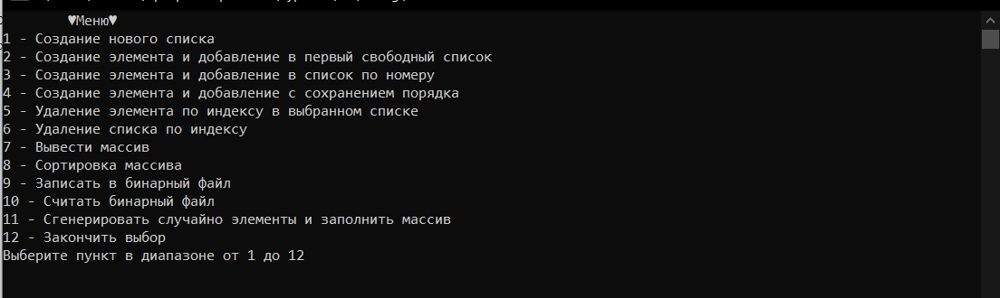 ♥Меню♥
1 - Создание нового списка
2 - Создание элемента и добавление в первый свободный список
3 - Создание элемента и добавление в список по номеру
4 - Создание элемента и добавление с сохранением порядка
5 - Удаление элемента по индексу в выбранном списке
6 - Удаление списка по индексу
7 - Вывести массив
8 - Сортировка массива
9 - Записать в бинарный файл
10 - Считать бинарный файл
11 - Сгенерировать случайно элементы и заполнить массив
12 - Закончить выбор
Выберите пункт в диапазоне от 1 до 12